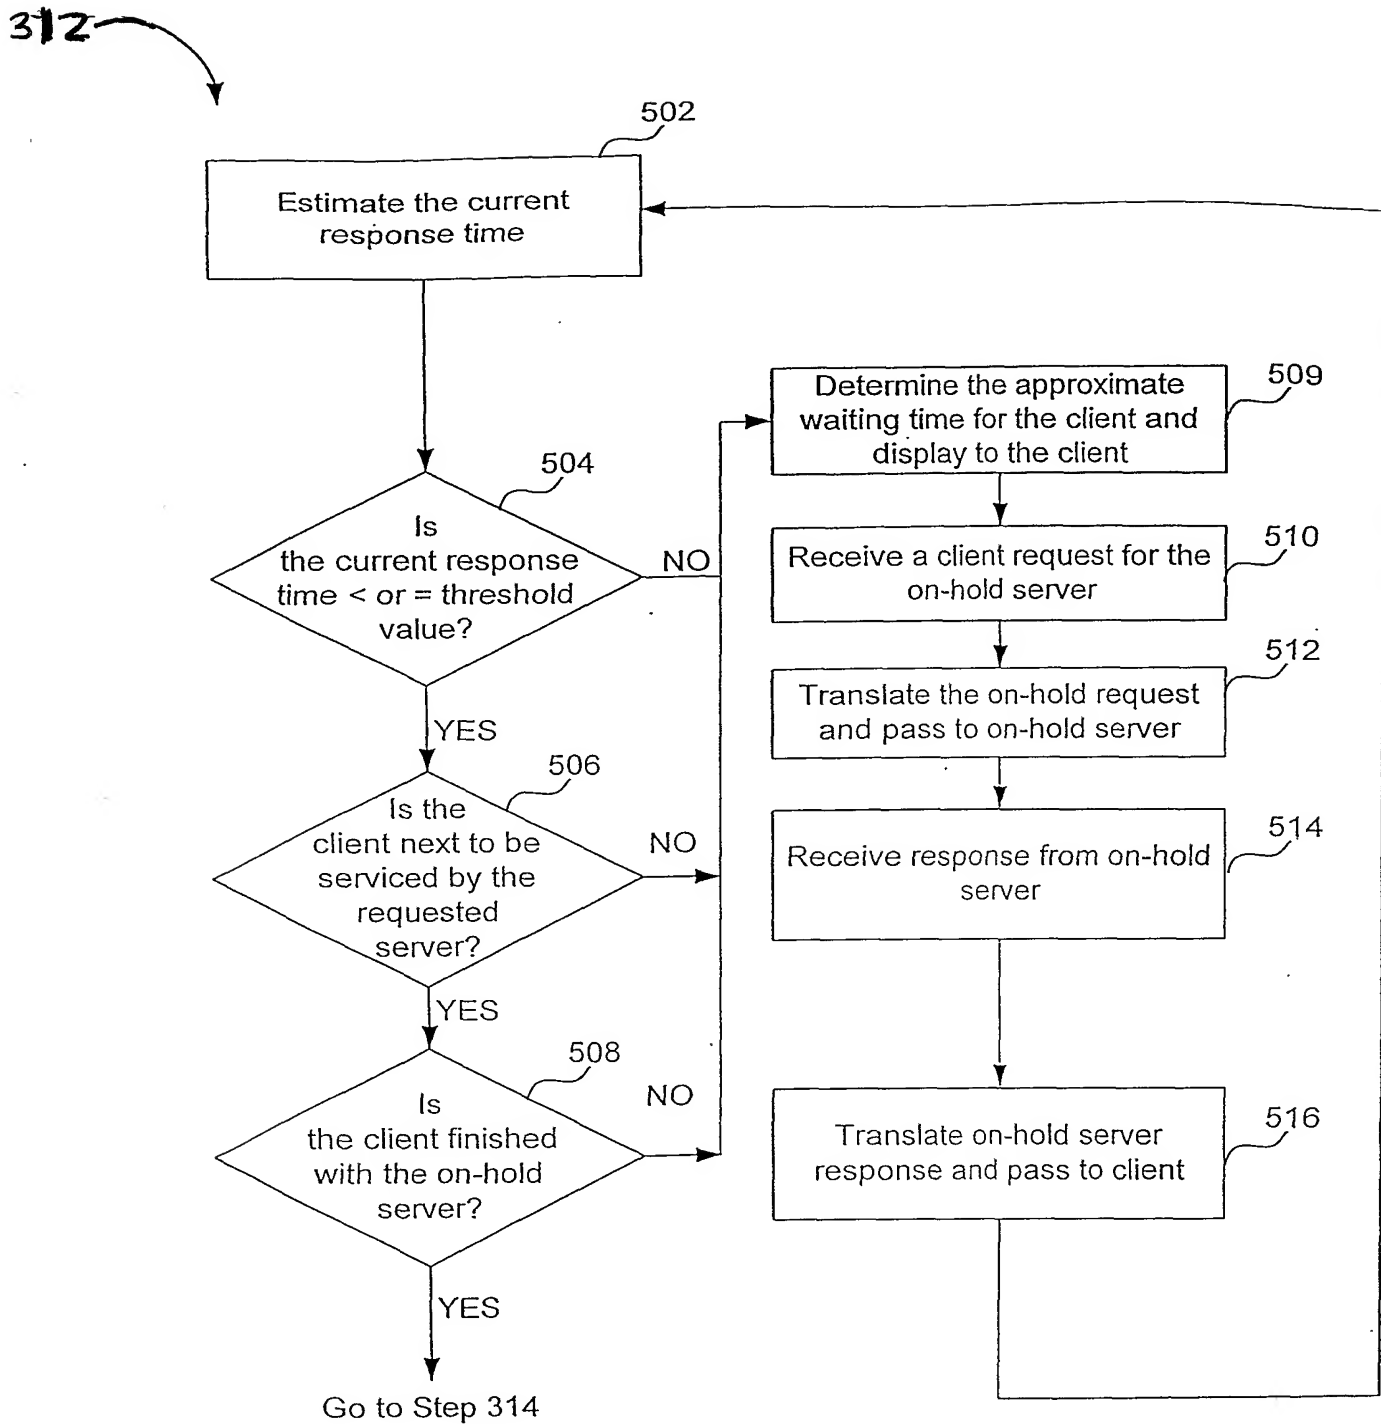 312
502
Estimate the current
response time
504
Is
the current response
time < or = threshold
value?
NO
YES
506
Is the
client next to be
serviced by the
requested
server?
NO
YES
508
Is
the client finished
with the on-hold
server?
NO
YES
Go to Step 314
509
Determine the approximate
waiting time for the client and
display to the client
510
Receive a client request for the
on-hold server
512
Translate the on-hold request
and pass to on-hold server
514
Receive response from on-hold
server
516
Translate on-hold server
response and pass to client